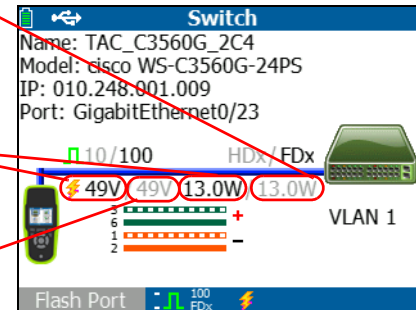 Switch
Name: TAC_C3560G_2C4
Model: cisco WS-C3560G-24PS
IP: 010.248.001.009
Port: GigabitEthernet0/23
10/100 HDx/FDx
49V/49V/13.0W/13.0W
3
6 +
1
2 –
VLAN 1
Flash Port 100 FDx